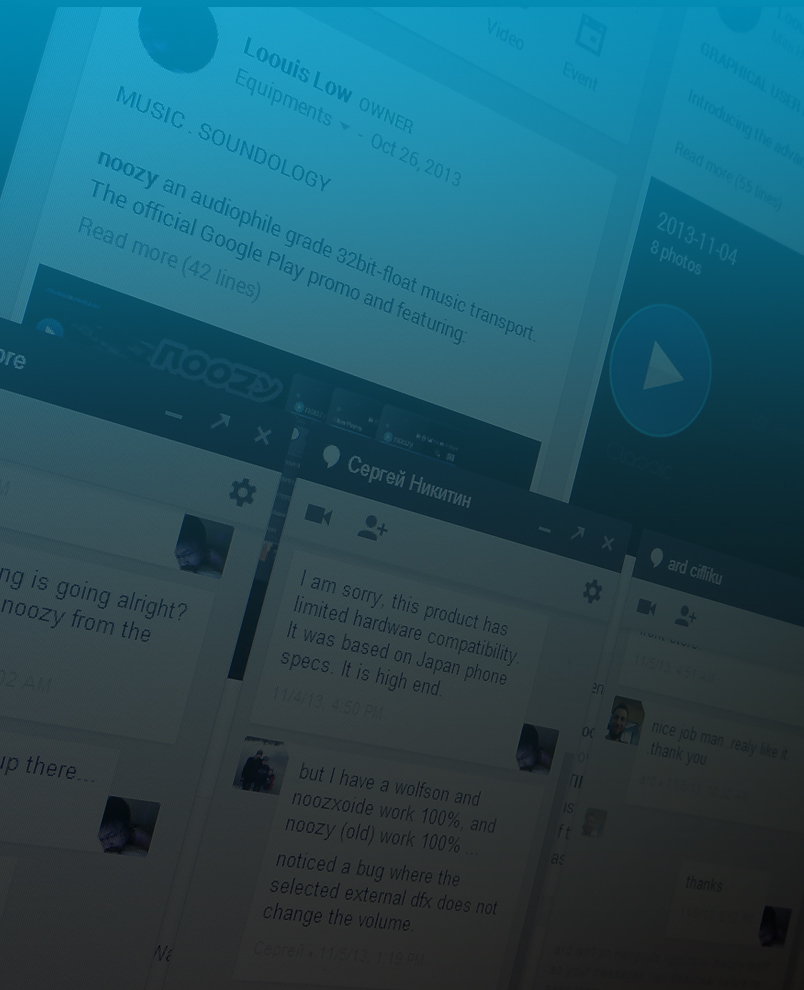 Video
Event
Loouis Low OWNER
Equipments - Oct 26, 2013
MUSIC . SOUNDOLOGY
noozy an audiophile grade 32bit-float music transport.
The official Google Play promo and featuring:
Read more (42 lines)
noozy
GRAPHICAL USER
Introducing the
Read more (55 lines)
2013-11-04
8 photos
ore
ng is going alright?
noozy from the
02 AM
up there...
Сергей Никитин
I am sorry, this product has
limited hardware compatibility.
It was based on Japan phone
specs. It is high end.
11/4/13, 4:50 PM
but I have a wolfson and
noozxoide work 100%, and
noozy (old) work 100% ...
noticed a bug where the
selected external dfx does not
change the volume.
Сергей • 11/5/13, 1:19 PM
ard ciffiku
nice job man. realy like it
thank you
thanks